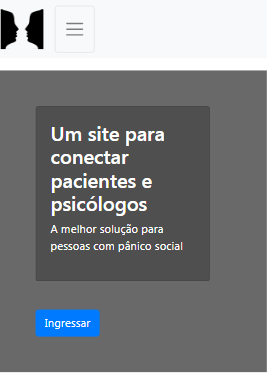 Um site para
conectar
pacientes e
psicólogos
A melhor solução para
pessoas com pânico social
Ingressar